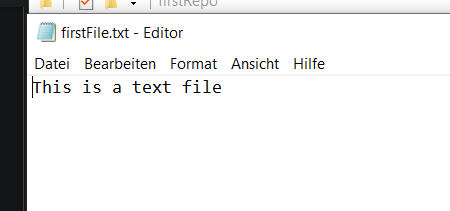 firstRepo
firstFile.txt - Editor
Datei Bearbeiten Format Ansicht Hilfe
This is a text file